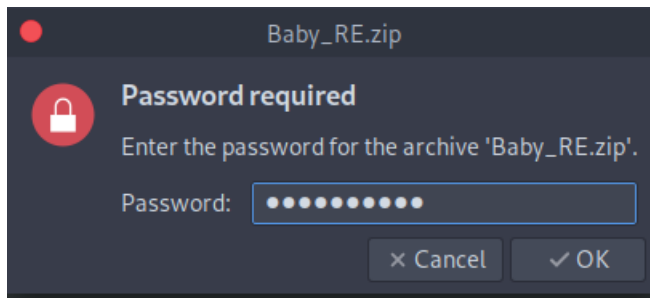 Baby_RE.zip
Password required
Enter the password for the archive 'Baby_RE.zip'.
Password: ●●●●●●●●●●
× Cancel ✓ OK